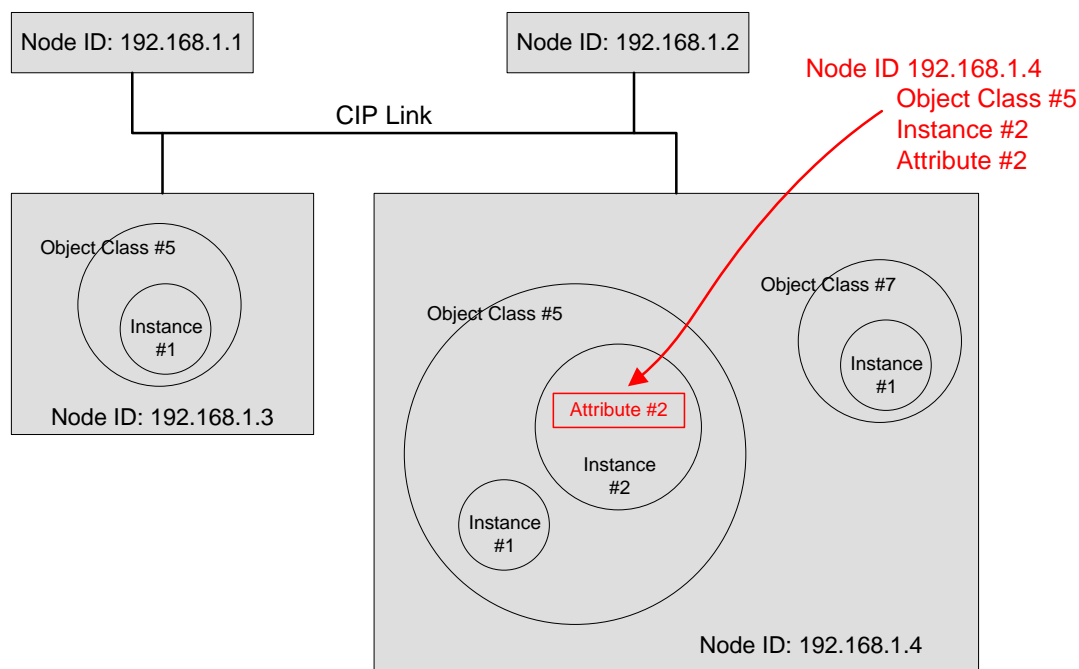 Node ID: 192.168.1.1
Node ID: 192.168.1.2
Node ID 192.168.1.4
Object Class #5
Instance #2
Attribute #2
CIP Link
Object Class #5
Instance
#1
Node ID: 192.168.1.3
Object Class #5
Attribute #2
Instance
#2
Instance
#1
Object Class #7
Instance
#1
Node ID: 192.168.1.4